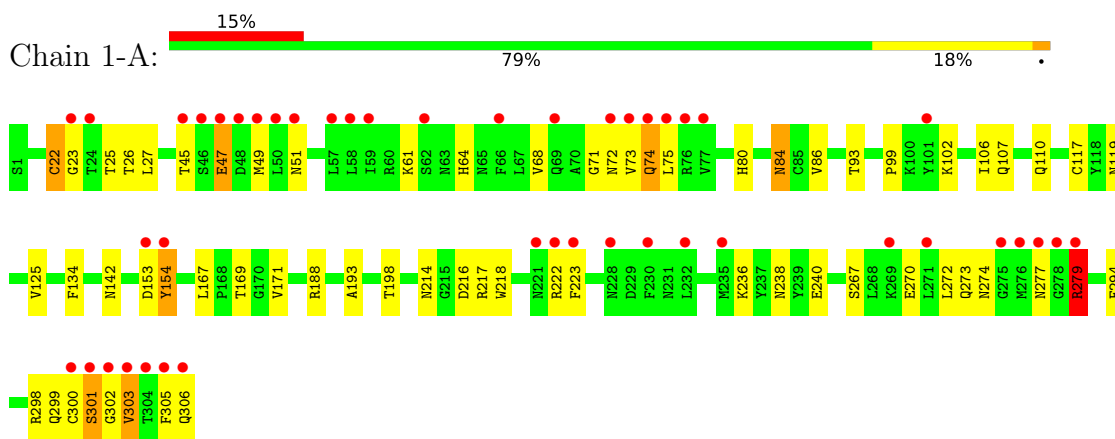 15%
Chain 1-A:
79% 18% •
S1 C22 G23 T24 T25 T26 L27 T45 S46 E47 D48 M49 L50 N51 L57 L58 I59 R60 K61 S62 N63 H64 N65 F66 L67 V68 Q69 A70 G71 N72 V73 Q74 L75 R76 V77 H80 N84 C85 V86 T93 P99 K100 Y101 K102 I106 Q107 Q110 C117 Y118 N119
V125 F134 N142 D153 Y154 L167 P168 T169 G170 V171 R188 A193 T198 N214 G215 D216 R217 W218 N221 R222 F223 N228 D229 F230 N231 L232 M235 K236 Y237 N238 Y239 E240 S267 L268 K269 E270 L271 L272 Q273 N274 G275 M276 N277 G278 R279
R298 Q299 C300 S301 G302 V303 T304 F305 Q306